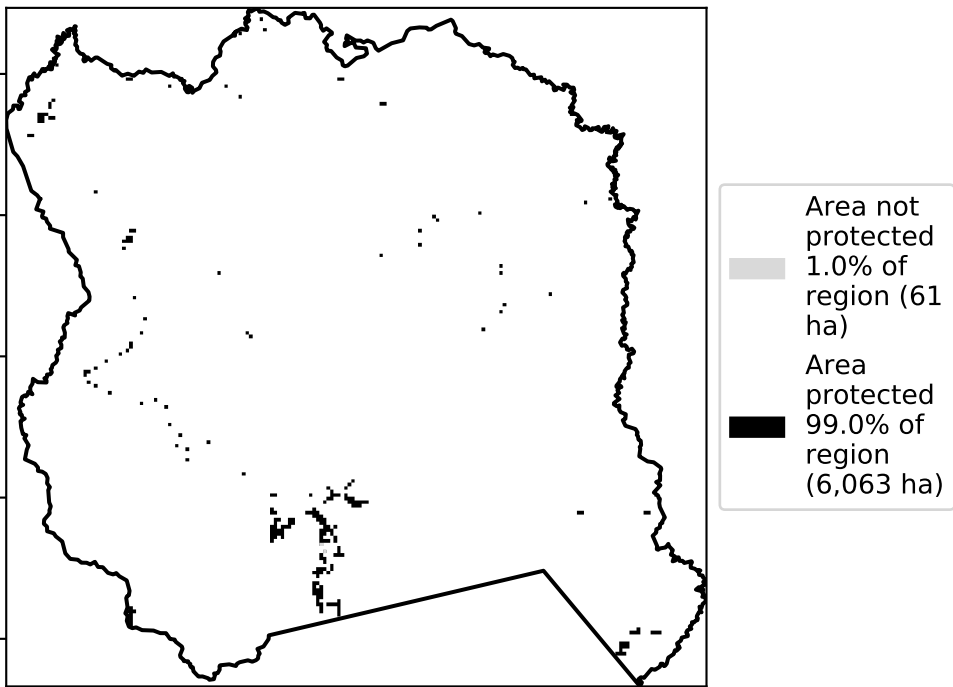 Area not
protected
1.0% of
region (61
ha)
Area
protected
99.0% of
region
(6,063 ha)